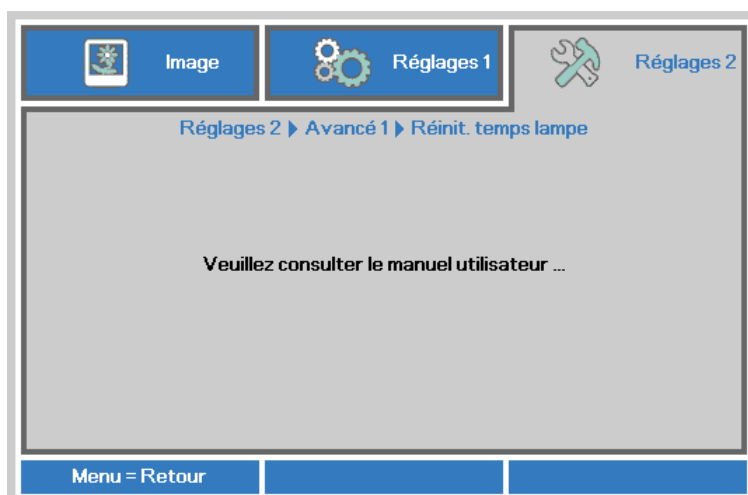 Image
Réglages 1
Réglages 2
Réglages 2 ▶ Avancé 1 ▶ Réinit. temps lampe
Veuillez consulter le manuel utilisateur ...
Menu = Retour